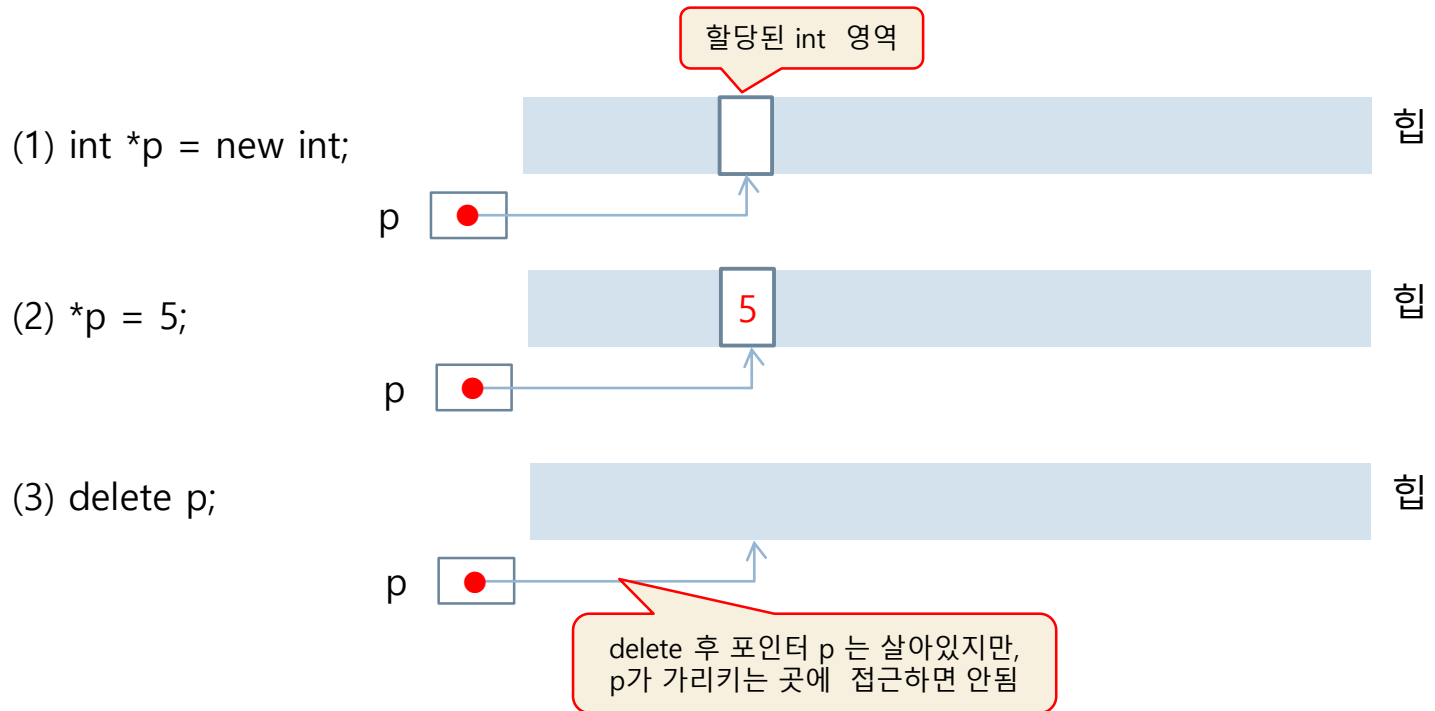 할당된 int 영역
(1) int *p = new int;
힙
p
(2) *p = 5;
5
힙
p
(3) delete p;
힙
p
delete 후 포인터 p 는 살아있지만,
p가 가리키는 곳에 접근하면 안됨